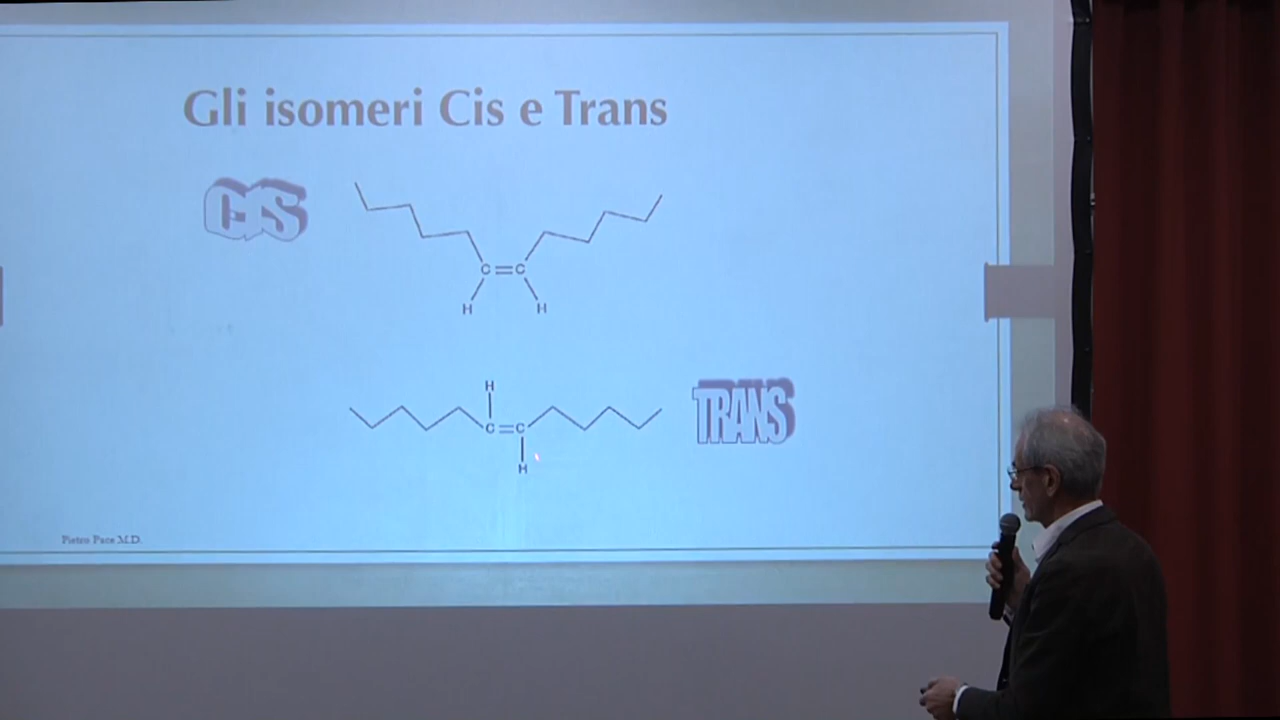 Gli isomeri Cis e Trans
CIS
C=C
H H
H
C=C
TRANS
H
Pietro Pace M.D.